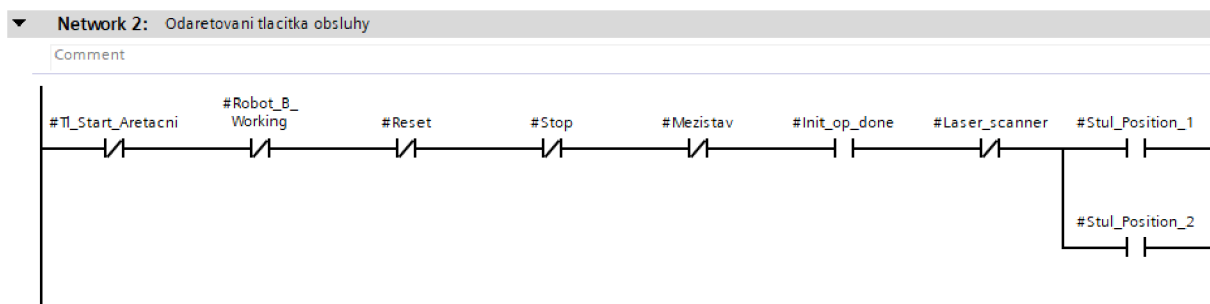 Network 2: Odaretovani tlacitka obsluhy
Comment
#Tl_Start_Aretacni
#Robot_B_
Working
#Reset
#Stop
#Mezistav
#Init_op_done
#Laser_scanner
#Stul_Position_1
#Stul_Position_2